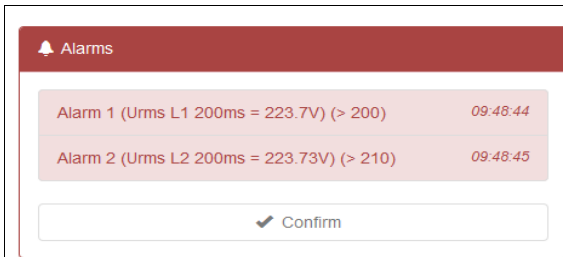 Alarms
Alarm 1 (Urms L1 200ms = 223.7V) (> 200) 09:48:44
Alarm 2 (Urms L2 200ms = 223.73V) (> 210) 09:48:45
Confirm